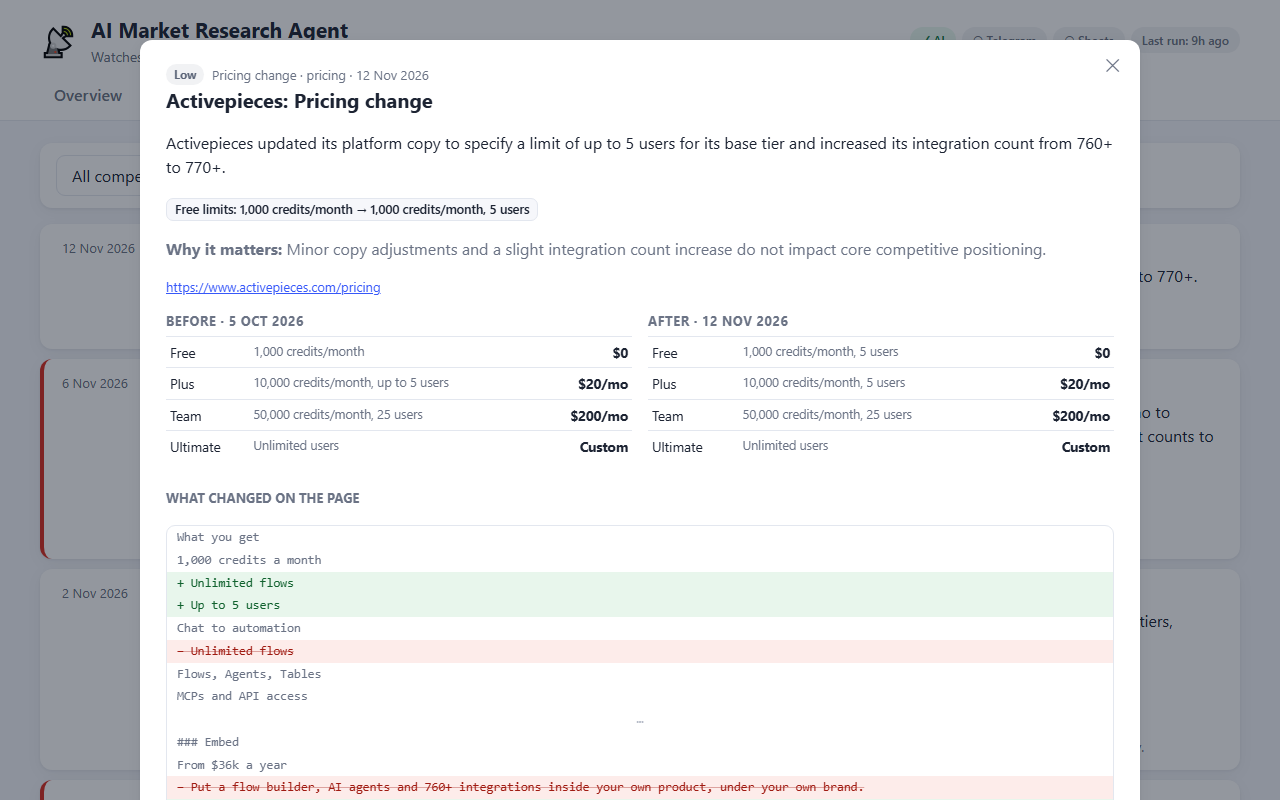 AI Market Research Agent
Watches
✓ AI
Telegram
Sheets
Last run: 9h ago
Overview
All compe
12 Nov 2026
to 770+.
6 Nov 2026
o to
t counts to
2 Nov 2026
tiers,
Low Pricing change · pricing · 12 Nov 2026
Activepieces: Pricing change
Activepieces updated its platform copy to specify a limit of up to 5 users for its base tier and increased its integration count from 760+
to 770+.
Free limits: 1,000 credits/month → 1,000 credits/month, 5 users
Why it matters: Minor copy adjustments and a slight integration count increase do not impact core competitive positioning.
https://www.activepieces.com/pricing
BEFORE · 5 OCT 2026
Free 1,000 credits/month $0
Plus 10,000 credits/month, up to 5 users $20/mo
Team 50,000 credits/month, 25 users $200/mo
Ultimate Unlimited users Custom
AFTER · 12 NOV 2026
Free 1,000 credits/month, 5 users $0
Plus 10,000 credits/month, 5 users $20/mo
Team 50,000 credits/month, 25 users $200/mo
Ultimate Unlimited users Custom
WHAT CHANGED ON THE PAGE
What you get
1,000 credits a month
+ Unlimited flows
+ Up to 5 users
Chat to automation
− Unlimited flows
Flows, Agents, Tables
MCPs and API access
…
### Embed
From $36k a year
− Put a flow builder, AI agents and 760+ integrations inside your own product, under your own brand.